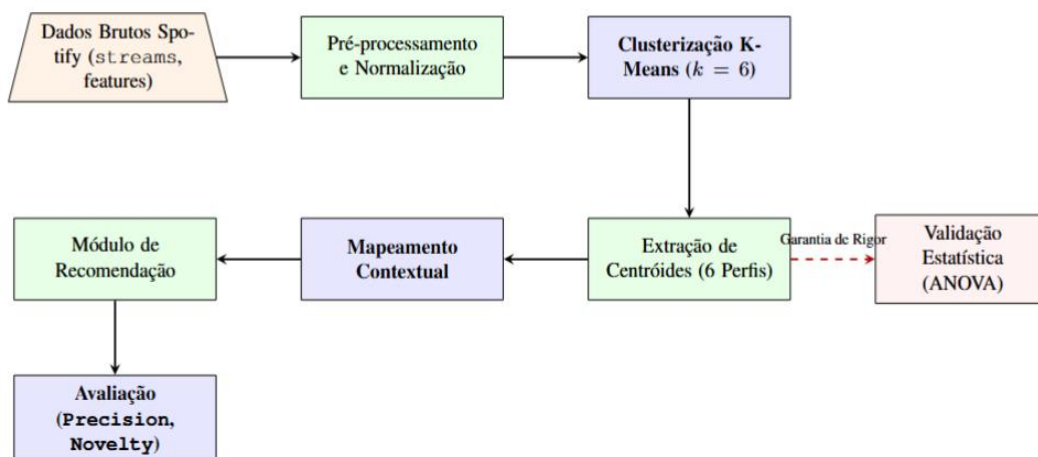 Dados Brutos Spo-
tify (streams,
features)
Pré-processamento
e Normalização
Clusterização K-
Means (k = 6)
Extração de
Centróides (6 Perfis)
Garantia de Rigor
Validação
Estatística
(ANOVA)
Mapeamento
Contextual
Módulo de
Recomendação
Avaliação
(Precision,
Novelty)